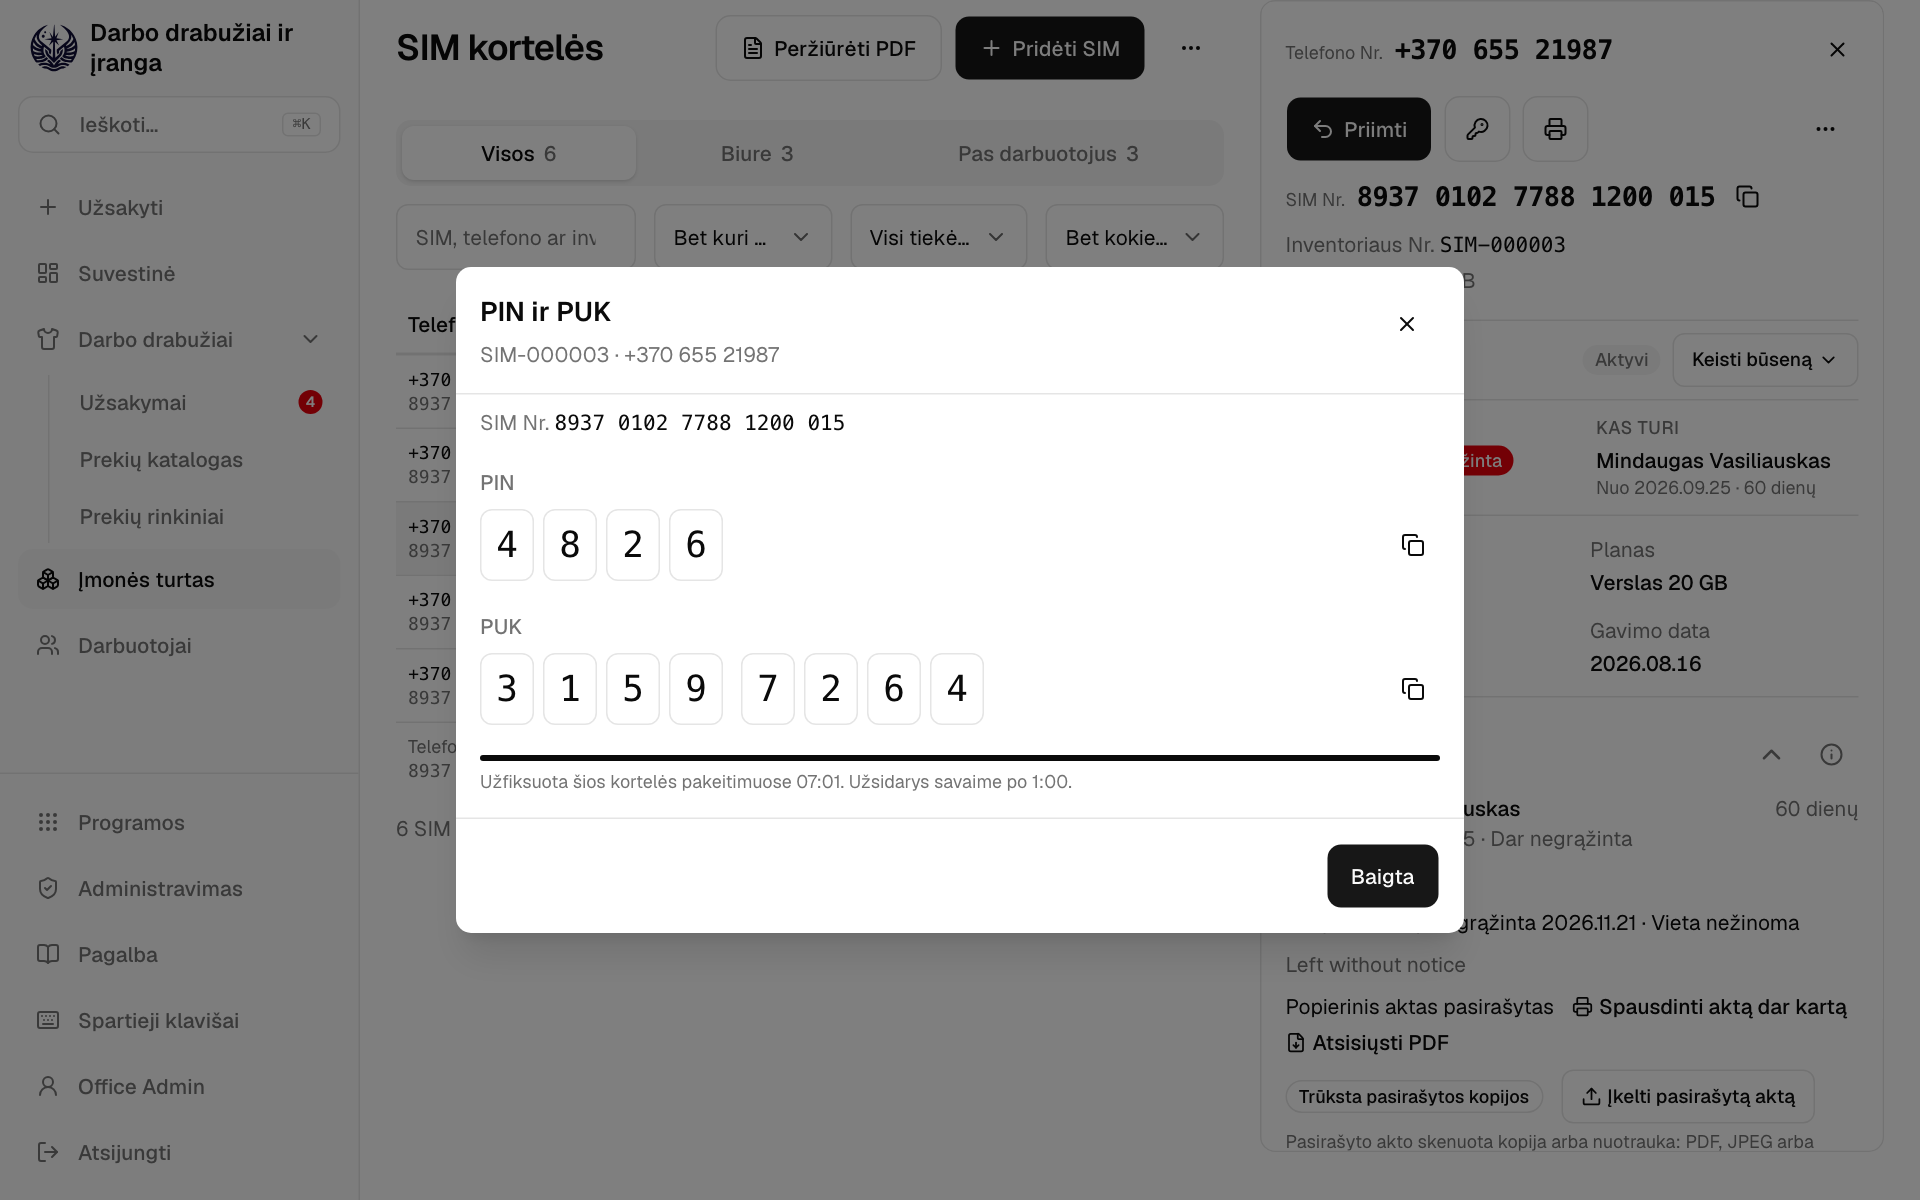 Darbo drabužiai ir
įranga
Ieškoti...
⌘K
Užsakyti
Suvestinė
Darbo drabužiai
Užsakymai 4
Prekių katalogas
Prekių rinkiniai
Įmonės turtas
Darbuotojai
Programos
Administravimas
Pagalba
Spartieji klavišai
Office Admin
Atsijungti
SIM kortelės
Peržiūrėti PDF
Pridėti SIM
Visos 6
Biure 3
Pas darbuotojus 3
SIM, telefono ar inv
Bet kuri ...
Visi tiekė...
Bet kokie...
Telef
+370
8937
+370
8937
+370
8937
+370
8937
+370
8937
Telefo
8937
6 SIM
PIN ir PUK
SIM-000003 · +370 655 21987
SIM Nr. 8937 0102 7788 1200 015
PIN
4 8 2 6
PUK
3 1 5 9 7 2 6 4
Užfiksuota šios kortelės pakeitimuose 07:01. Užsidarys savaime po 1:00.
Baigta
Telefono Nr. +370 655 21987
Priimti
SIM Nr. 8937 0102 7788 1200 015
Inventoriaus Nr. SIM-000003
B
Aktyvi
Keisti būseną
žinta
KAS TURI
Mindaugas Vasiliauskas
Nuo 2026.09.25 · 60 dienų
Planas
Verslas 20 GB
Gavimo data
2026.08.16
uskas
60 dienų
5 · Dar negrąžinta
grąžinta 2026.11.21 · Vieta nežinoma
Left without notice
Popierinis aktas pasirašytas
Spausdinti aktą dar kartą
Atsisiųsti PDF
Trūksta pasirašytos kopijos
Įkelti pasirašytą aktą
Pasirašyto akto skenuota kopija arba nuotrauka: PDF, JPEG arba